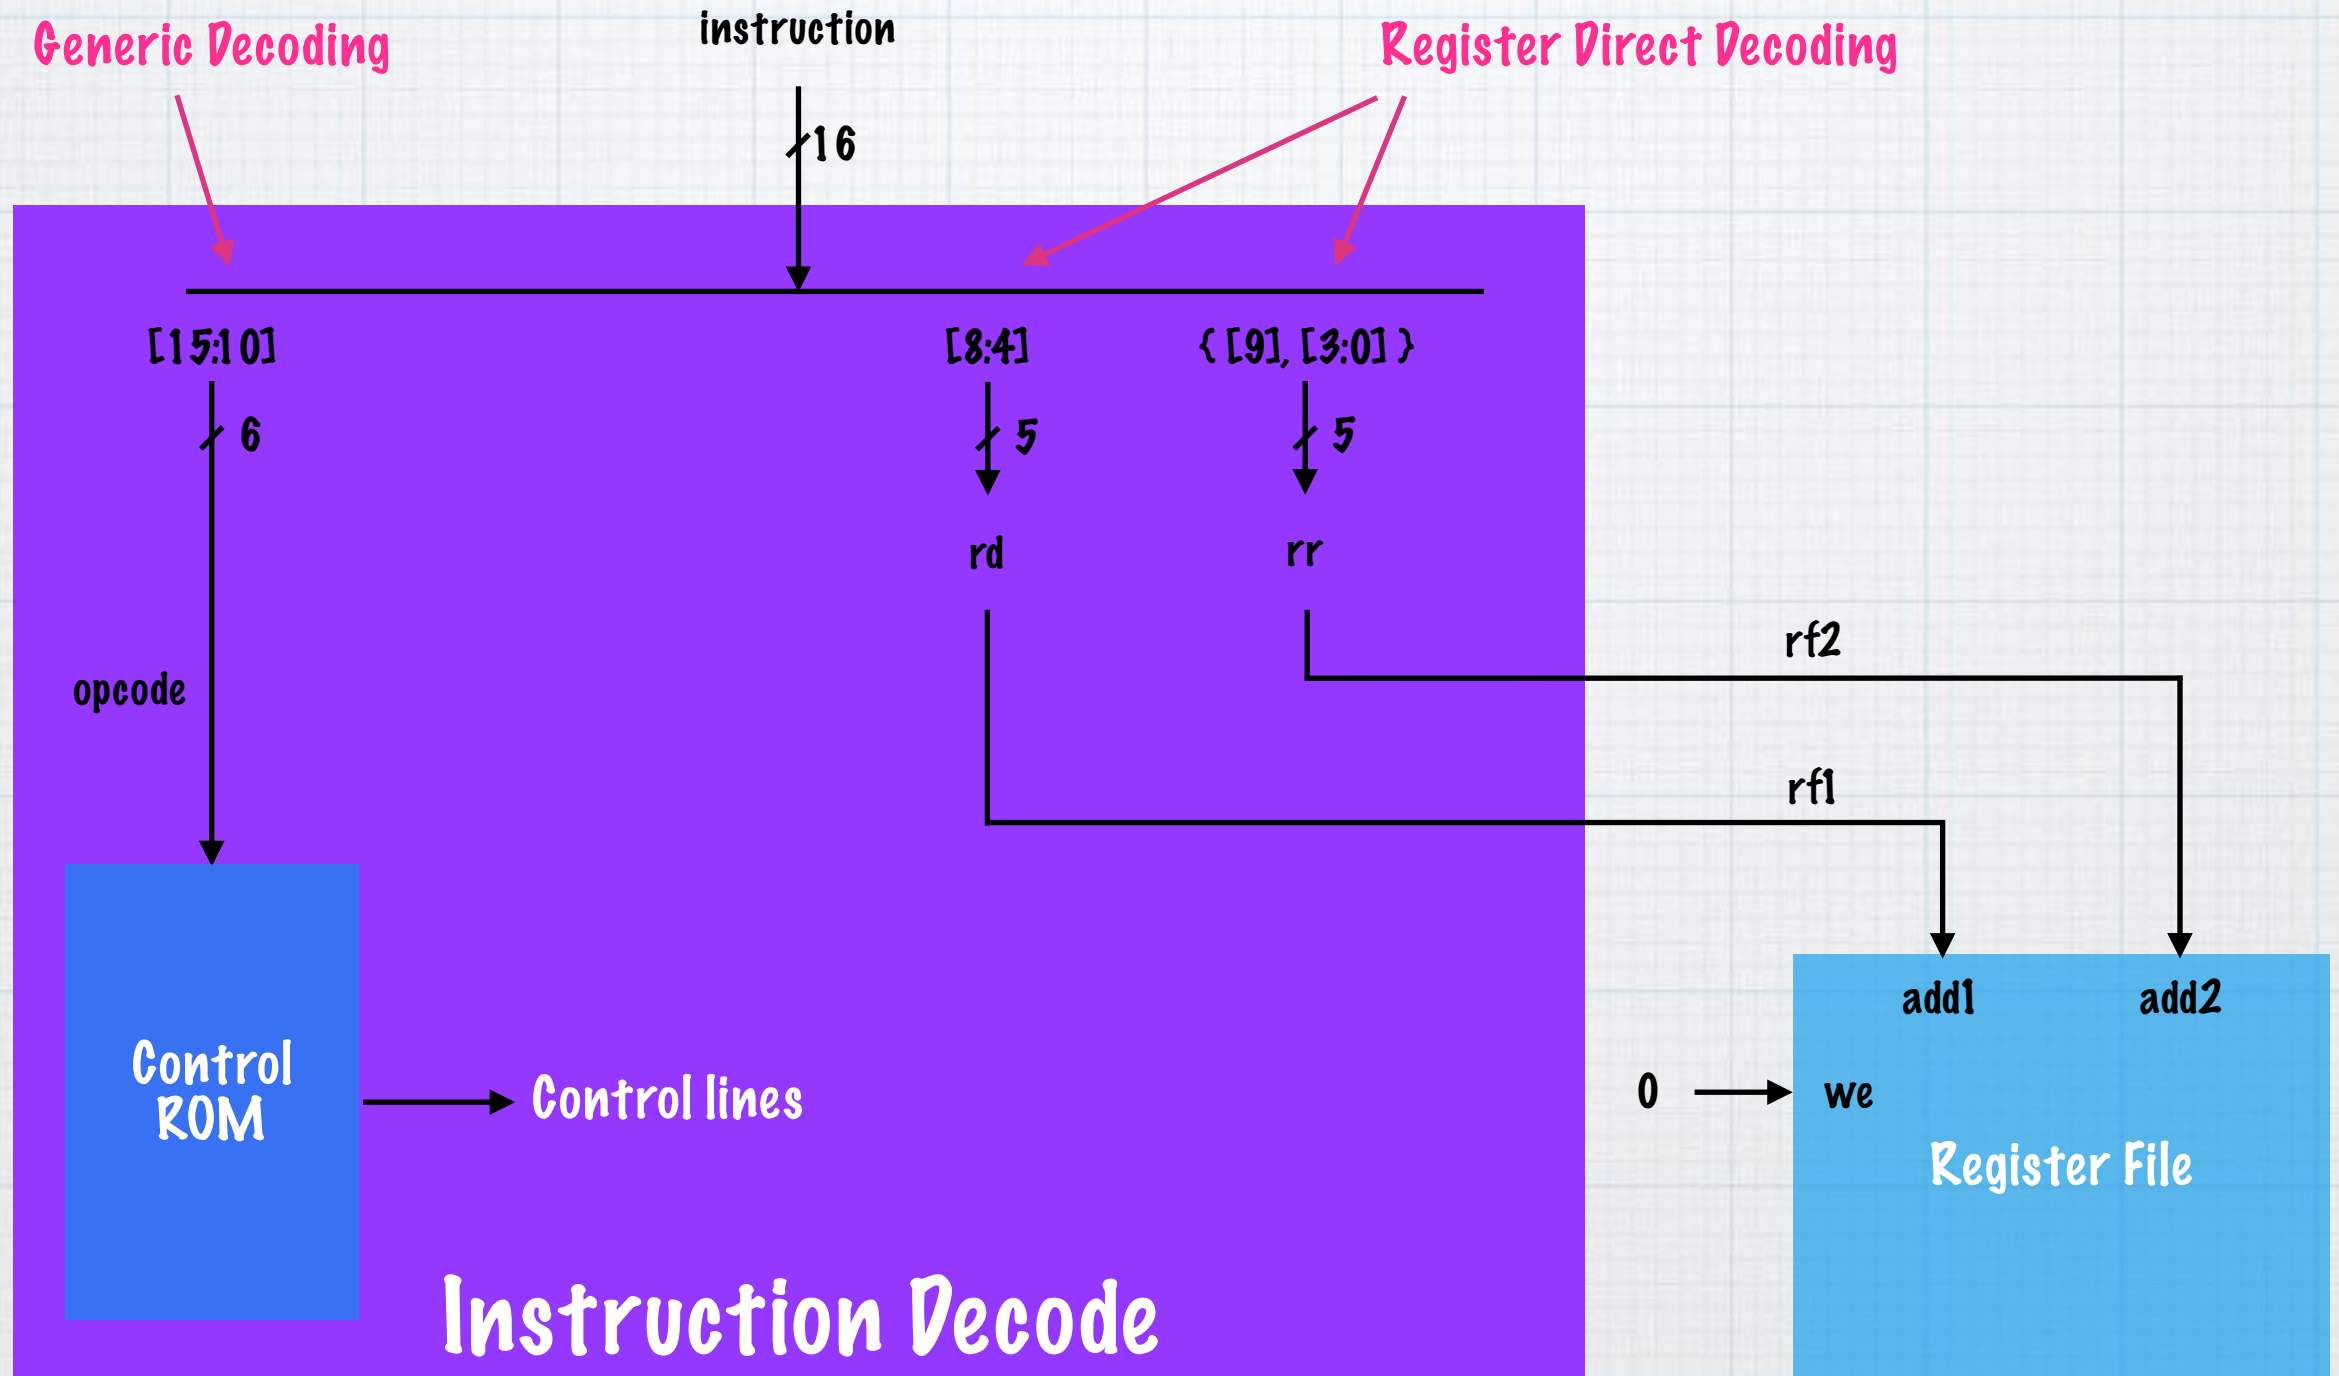 Generic Decoding
instruction
Register Direct Decoding
16
[15:10]
[8:4]
{ [9], [3:0] }
6
5
5
rd
rr
rf2
opcode
rf1
add1
add2
Control
ROM
Control lines
0
we
Register File
Instruction Decode